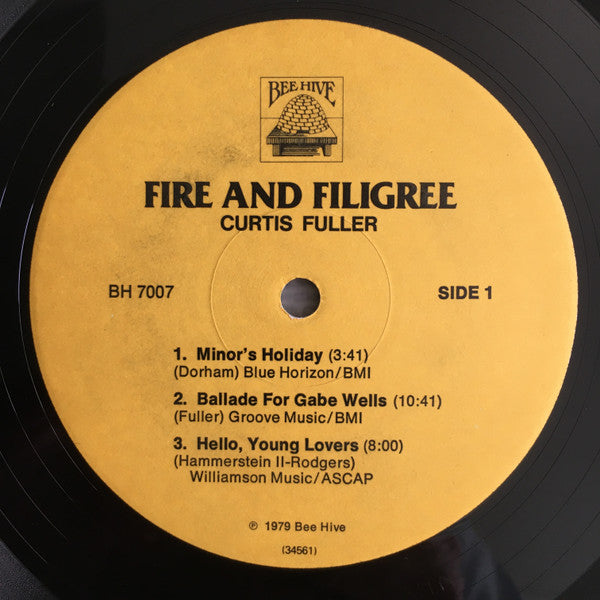 BEE HIVE
FIRE AND FILIGREE
CURTIS FULLER
BH 7007 SIDE 1
1. Minor's Holiday (3:41)
(Dorham) Blue Horizon/BMI
2. Ballade For Gabe Wells (10:41)
(Fuller) Groove Music/BMI
3. Hello, Young Lovers (8:00)
(Hammerstein II-Rodgers)
Williamson Music/ASCAP
℗ 1979 Bee Hive
(34561)